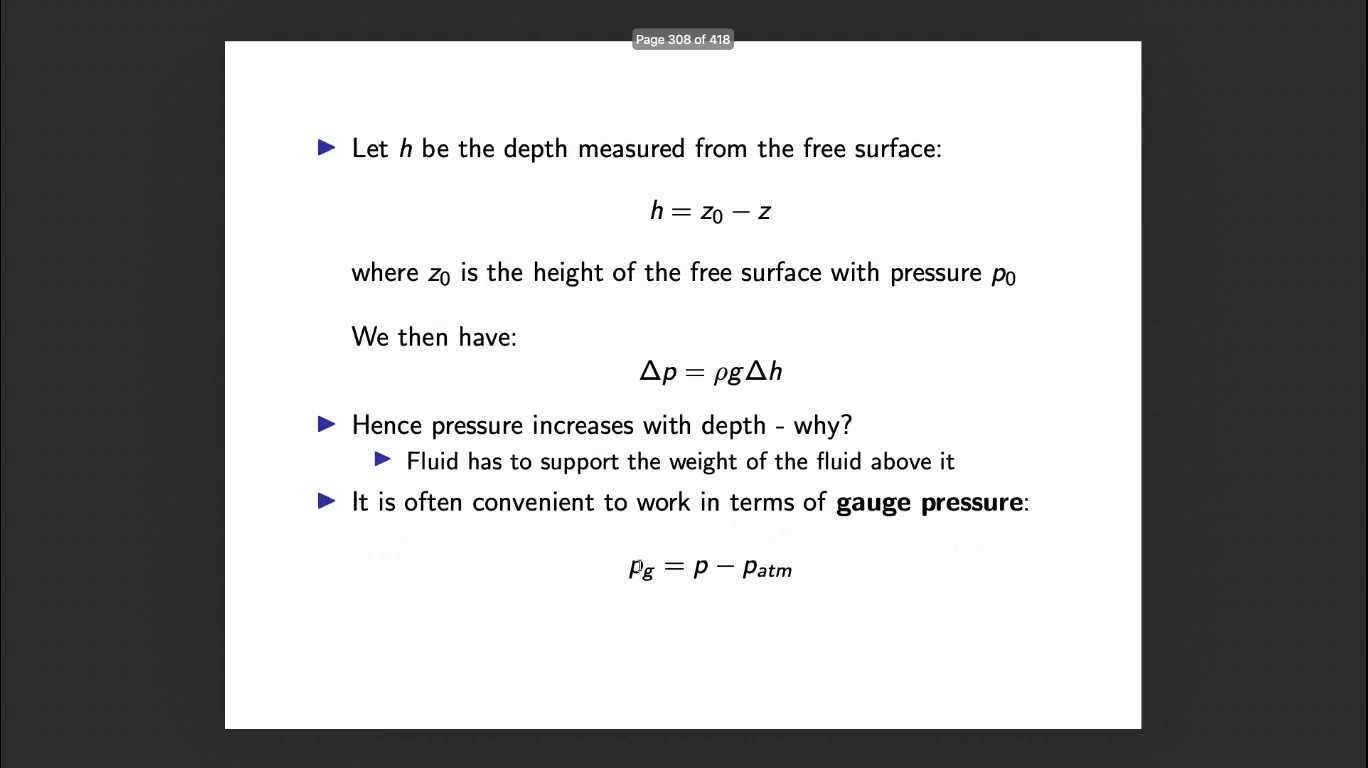 Page 308 of 418
▶ Let h be the depth measured from the free surface:
h = z₀ − z
where z₀ is the height of the free surface with pressure p₀
We then have:
Δp = ρgΔh
▶ Hence pressure increases with depth - why?
▶ Fluid has to support the weight of the fluid above it
▶ It is often convenient to work in terms of gauge pressure:
p_g = p − p_atm